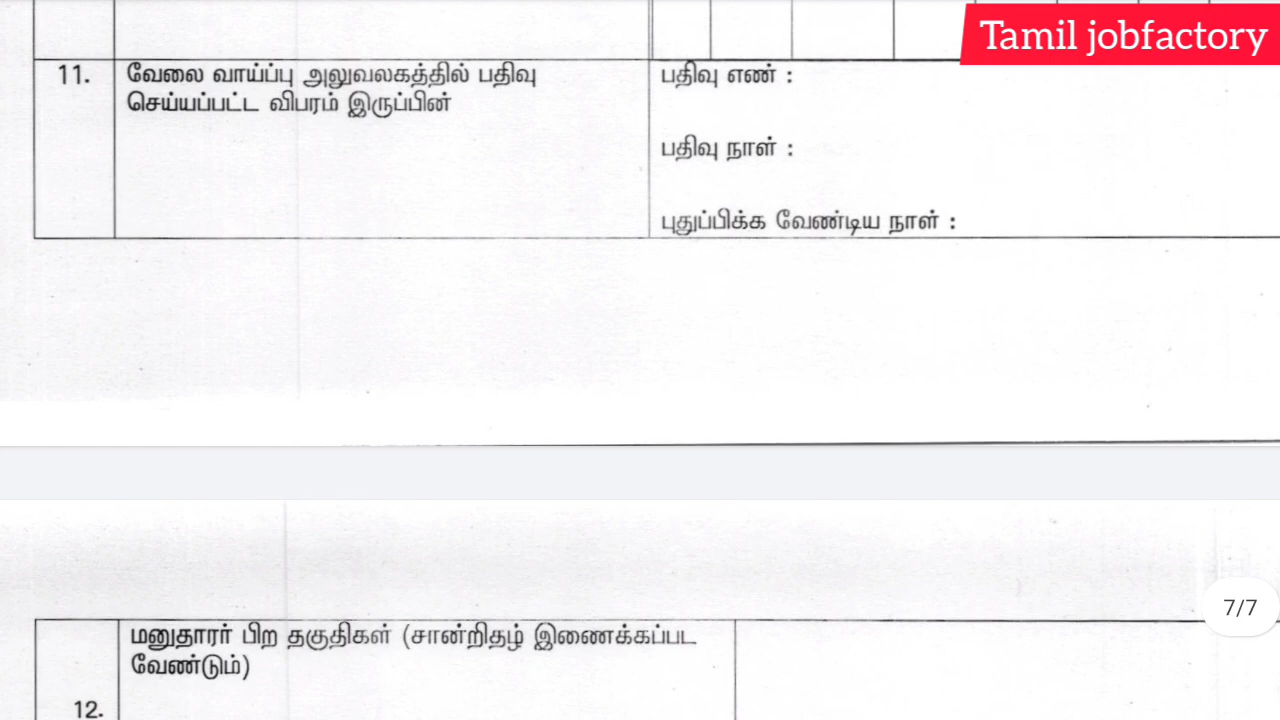 Tamil jobfactory
11. வேலை வாய்ப்பு அலுவலகத்தில் பதிவு
செய்யப்பட்ட விபரம் இருப்பின்
பதிவு எண் :
பதிவு நாள் :
புதுப்பிக்க வேண்டிய நாள் :
7/7
மனுதாரர் பிற தகுதிகள் (சான்றிதழ் இணைக்கப்பட
வேண்டும்)
12.